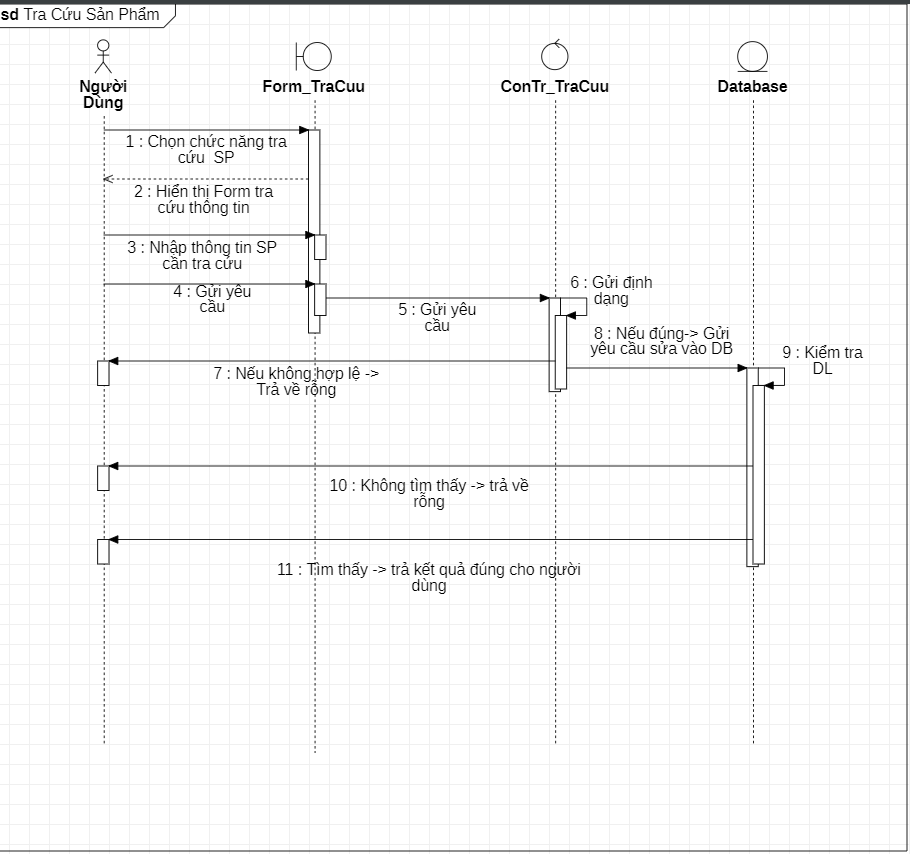 sd Tra Cứu Sản Phẩm
Người
Dùng
Form_TraCuu
ConTr_TraCuu
Database
1 : Chọn chức năng tra
cứu SP
2 : Hiển thị Form tra
cứu thông tin
3 : Nhập thông tin SP
cần tra cứu
4 : Gửi yêu
cầu
5 : Gửi yêu
cầu
6 : Gửi định
dạng
8 : Nếu đúng-> Gửi
yêu cầu sửa vào DB
9 : Kiểm tra
DL
7 : Nếu không hợp lệ ->
Trả về rỗng
10 : Không tìm thấy -> trả về
rỗng
11 : Tìm thấy -> trả kết quả đúng cho người
dùng